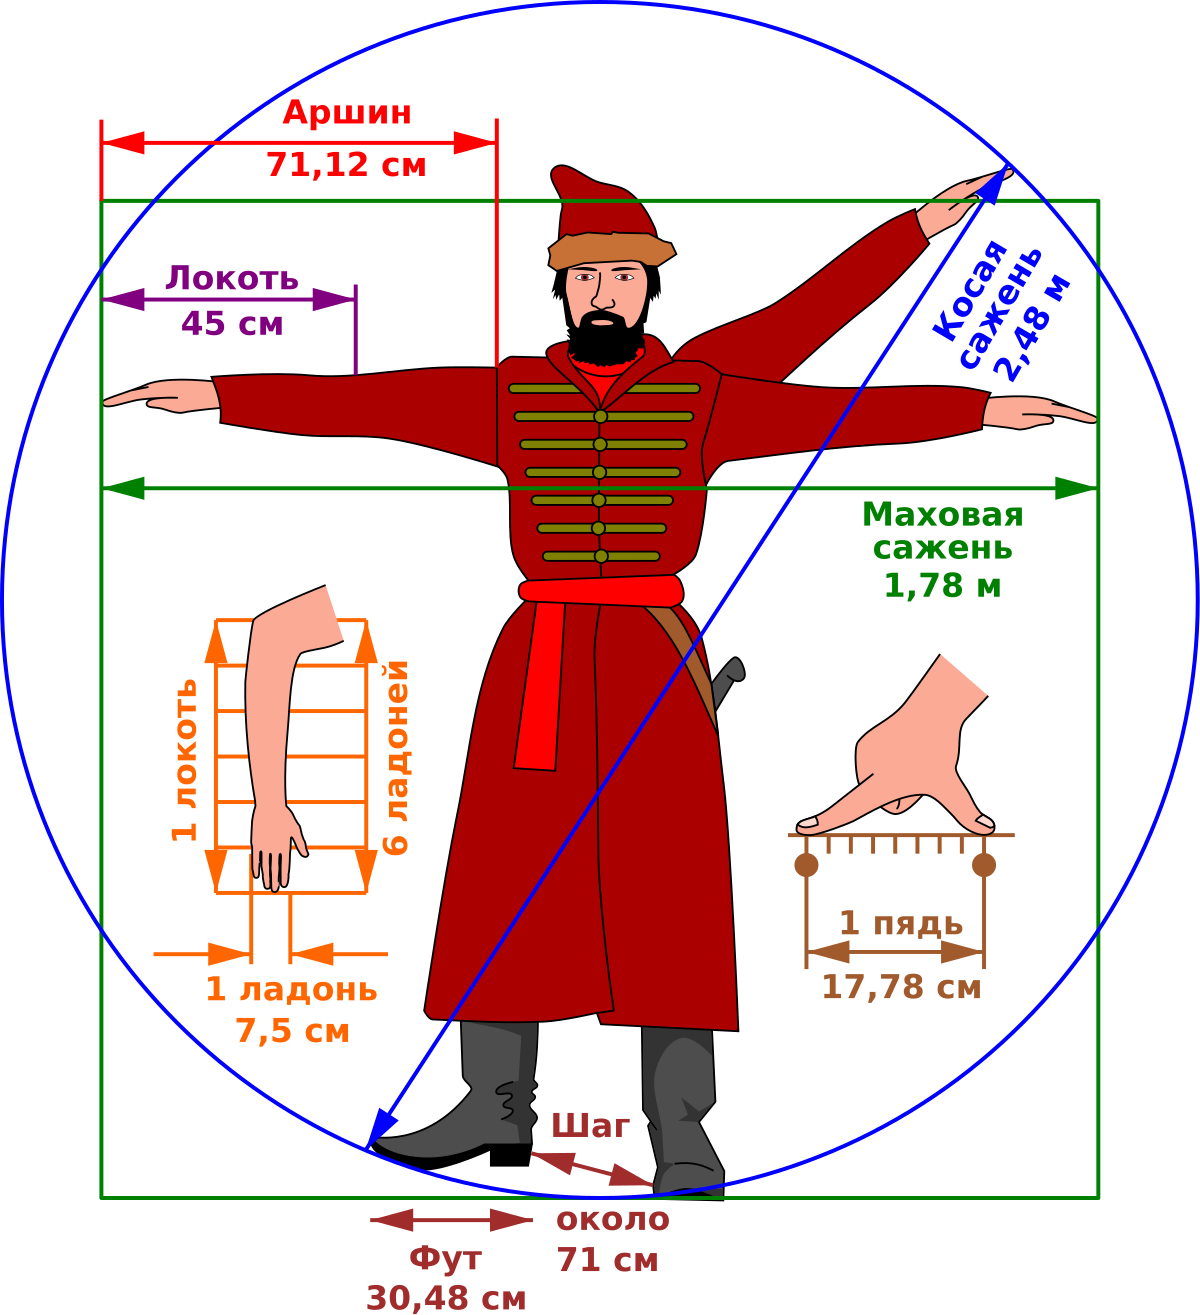 Аршин
71,12 см
Локоть
45 см
Косая
сажень
2,48 м
Маховая
сажень
1,78 м
1 локоть
6 ладоней
1 ладонь
7,5 см
1 пядь
17,78 см
Шаг
около
71 см
Фут
30,48 см